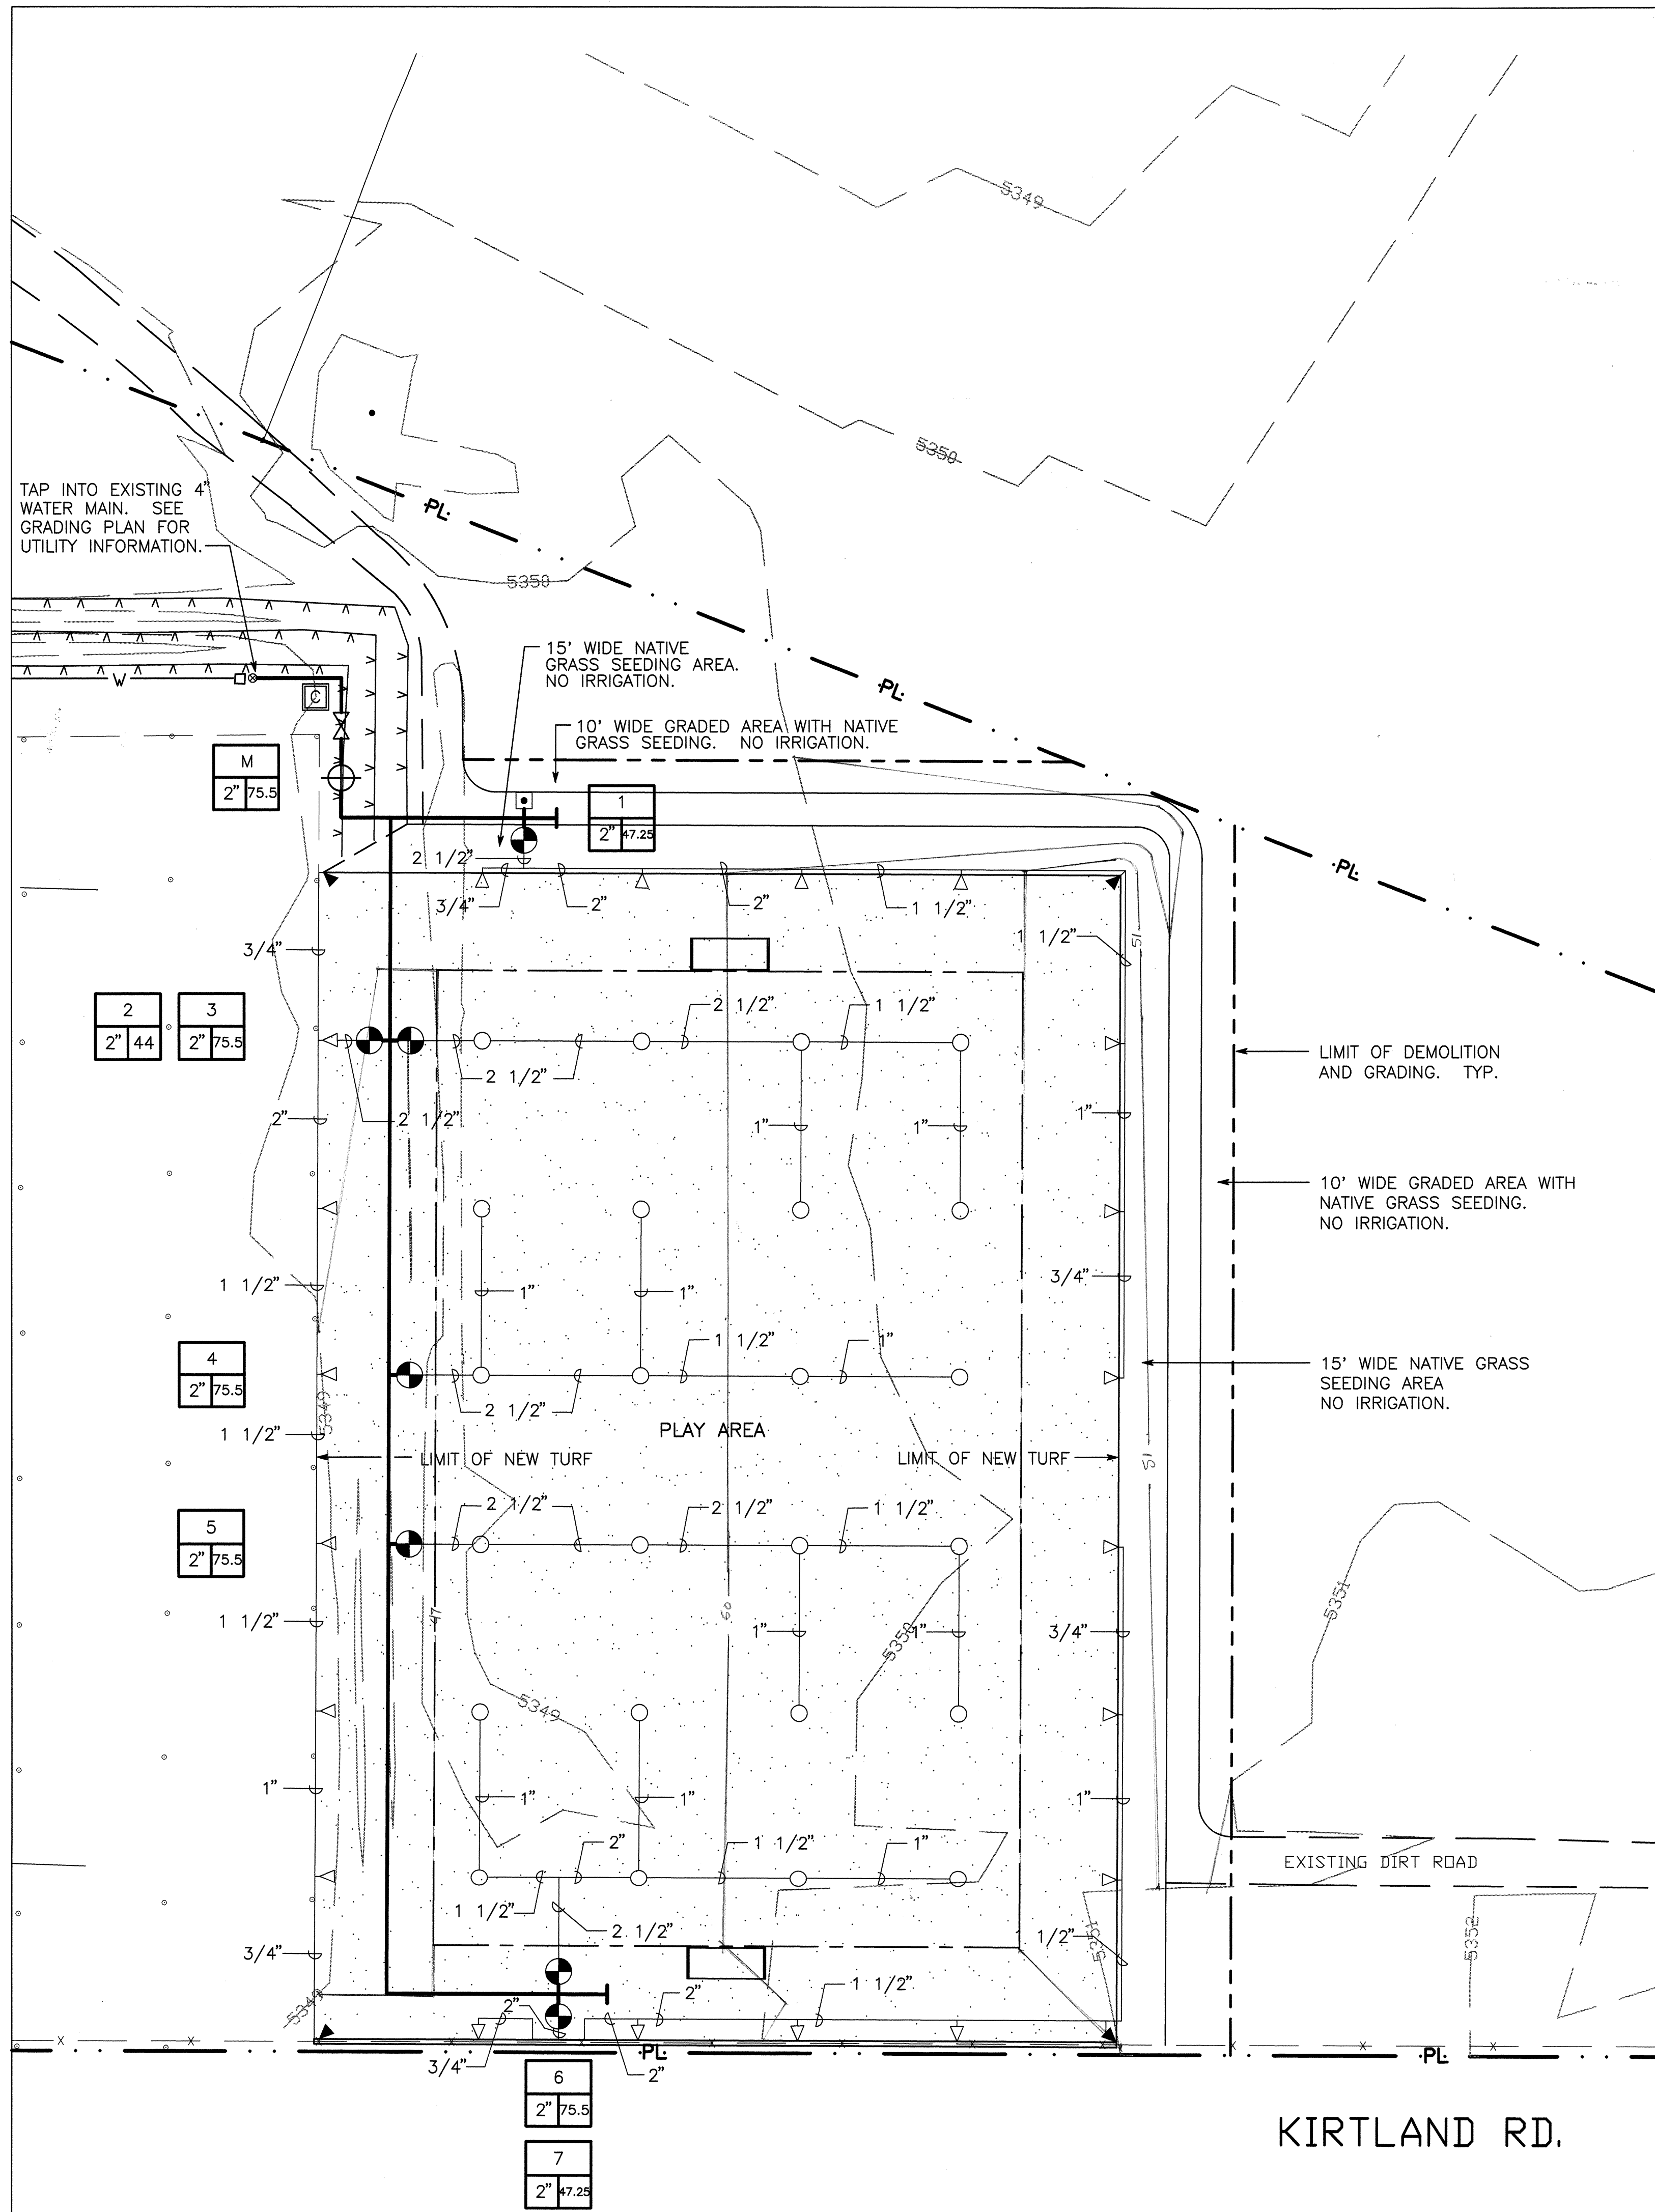 5349
5350
TAP INTO EXISTING 4"
WATER MAIN. SEE
GRADING PLAN FOR
UTILITY INFORMATION.
PL
5350
15' WIDE NATIVE
GRASS SEEDING AREA.
NO IRRIGATION.
W
C
PL
10' WIDE GRADED AREA WITH NATIVE
GRASS SEEDING. NO IRRIGATION.
M
2" 75.5
1
2" 47.25
2 1/2"
PL
3/4"
2"
2"
1 1/2"
3/4"
1 1/2"
51
2
2" 44
3
2" 75.5
2 1/2"
1 1/2"
2 1/2"
LIMIT OF DEMOLITION
AND GRADING. TYP.
2"
2 1/2"
1"
1"
1"
10' WIDE GRADED AREA WITH
NATIVE GRASS SEEDING.
NO IRRIGATION.
1 1/2"
1"
1"
3/4"
4
2" 75.5
1 1/2"
1"
15' WIDE NATIVE GRASS
SEEDING AREA
NO IRRIGATION.
5349
2 1/2"
1 1/2"
PLAY AREA
LIMIT OF NEW TURF
LIMIT OF NEW TURF
51
5
2" 75.5
2 1/2"
2 1/2"
1 1/2"
1 1/2"
47
60
1"
5350
1"
3/4"
5351
5349
1"
1"
1"
1"
2"
1 1/2"
1"
EXISTING DIRT ROAD
1 1/2"
2 1/2"
3/4"
1/2"
5351
5352
5349
2"
2"
1 1/2"
3/4"
2"
PL
PL
6
2" 75.5
7
2" 47.25
KIRTLAND RD.